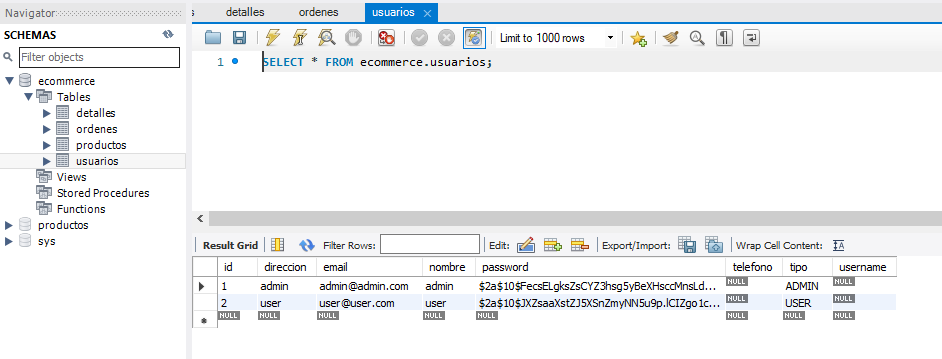 Navigator
s detalles ordenes usuarios ×
SCHEMAS
Filter objects
ecommerce
Tables
detalles
ordenes
productos
usuarios
Views
Stored Procedures
Functions
productos
sys
Limit to 1000 rows
1 SELECT * FROM ecommerce.usuarios;
Result Grid Filter Rows: Edit: Export/Import: Wrap Cell Content: IA
id direccion email nombre password telefono tipo username
1 admin admin@admin.com admin $2a$10$FecsELgksZsCYZ3hsg5yBeXHsccMnsLd... NULL ADMIN NULL
2 user user@user.com user $2a$10$JXZsaaXstZJ5XSnZmyNN5u9p.lCIZgo1c... NULL USER NULL
NULL NULL NULL NULL NULL NULL NULL NULL